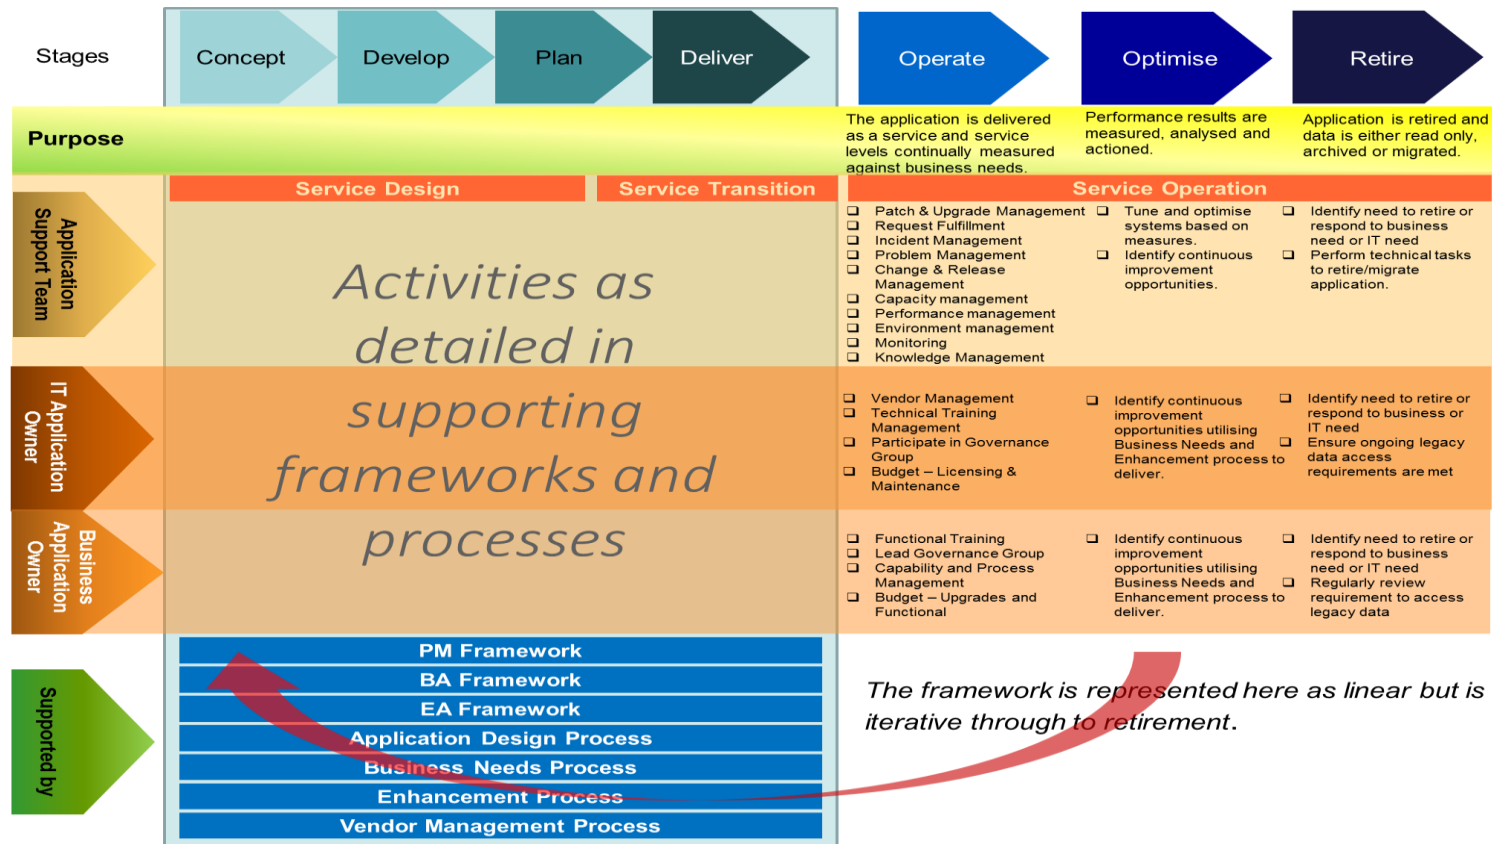 Stages
Concept
Develop
Plan
Deliver
Operate
Optimise
Retire
Purpose
The application is delivered
as a service and service
levels continually measured
against business needs.
Performance results are
measured, analysed and
actioned.
Application is retired and
data is either read only,
archived or migrated.
Service Design
Service Transition
Service Operation
Application
Support Team
Activities as
detailed in
supporting
frameworks and
processes
Patch & Upgrade Management
Request Fulfillment
Incident Management
Problem Management
Change & Release
Management
Capacity management
Performance management
Environment management
Monitoring
Knowledge Management
Tune and optimise
systems based on
measures.
Identify continuous
improvement
opportunities.
Identify need to retire or
respond to business
need or IT need
Perform technical tasks
to retire/migrate
application.
IT Application
Owner
Vendor Management
Technical Training
Management
Participate in Governance
Group
Budget – Licensing &
Maintenance
Identify continuous
improvement
opportunities utilising
Business Needs and
Enhancement process to
deliver.
Identify need to retire or
respond to business or
IT need
Ensure ongoing legacy
data access
requirements are met
Business
Application
Owner
Functional Training
Lead Governance Group
Capability and Process
Management
Budget – Upgrades and
Functional
Identify continuous
improvement
opportunities utilising
Business Needs and
Enhancement process to
deliver.
Identify need to retire or
respond to business
need or IT need
Regularly review
requirement to access
legacy data
Supported by
PM Framework
BA Framework
EA Framework
Application Design Process
Business Needs Process
Enhancement Process
Vendor Management Process
The framework is represented here as linear but is
iterative through to retirement.